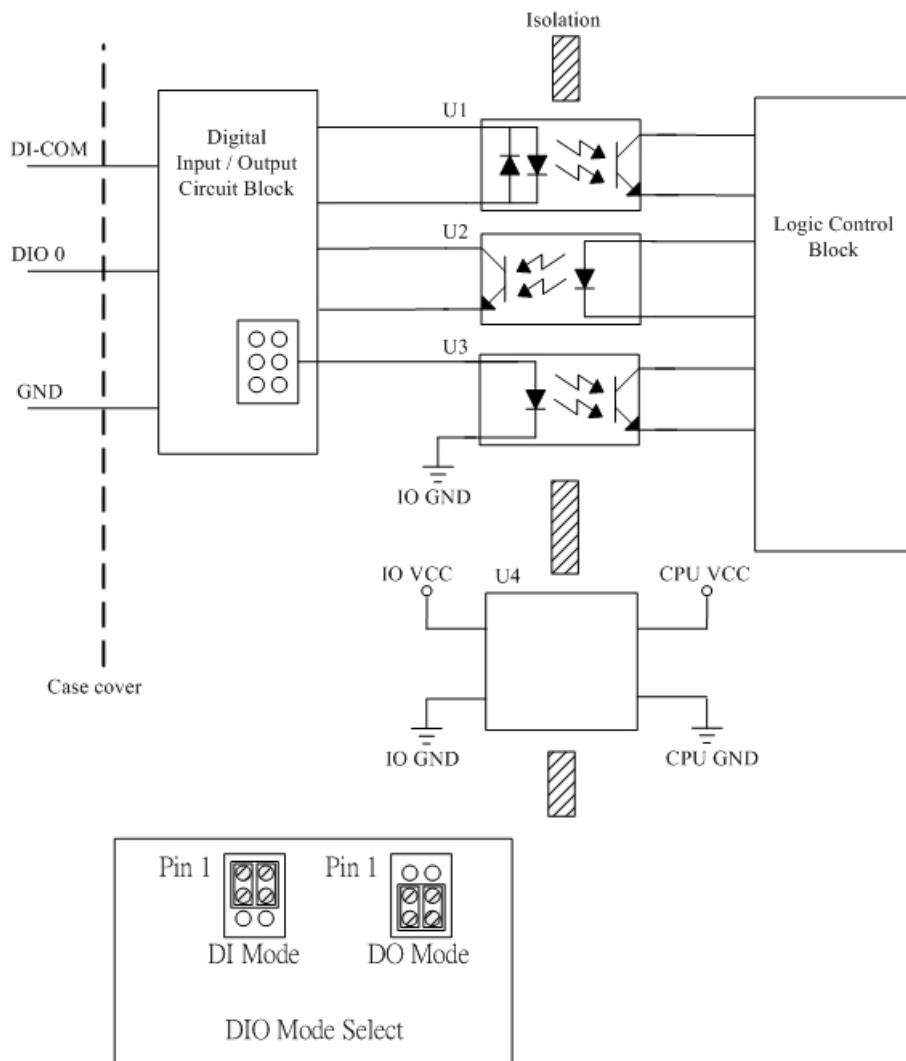 Isolation
U1
DI-COM
Digital
Input / Output
Circuit Block
Logic Control
Block
U2
DIO 0
U3
GND
IO GND
IO VCC
U4
CPU VCC
Case cover
IO GND
CPU GND
Pin 1
Pin 1
DI Mode
DO Mode
DIO Mode Select